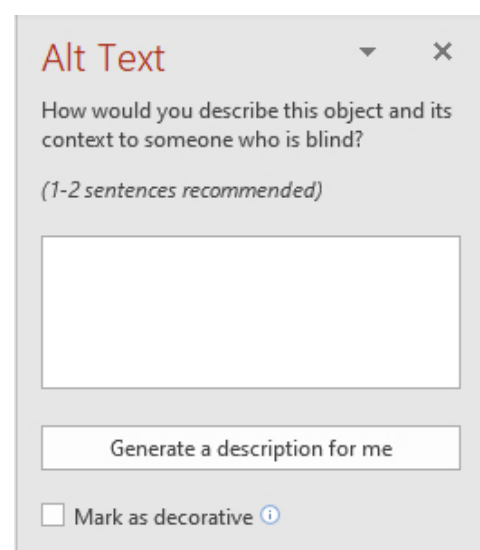 Alt Text
How would you describe this object and its
context to someone who is blind?
(1-2 sentences recommended)
Generate a description for me
Mark as decorative